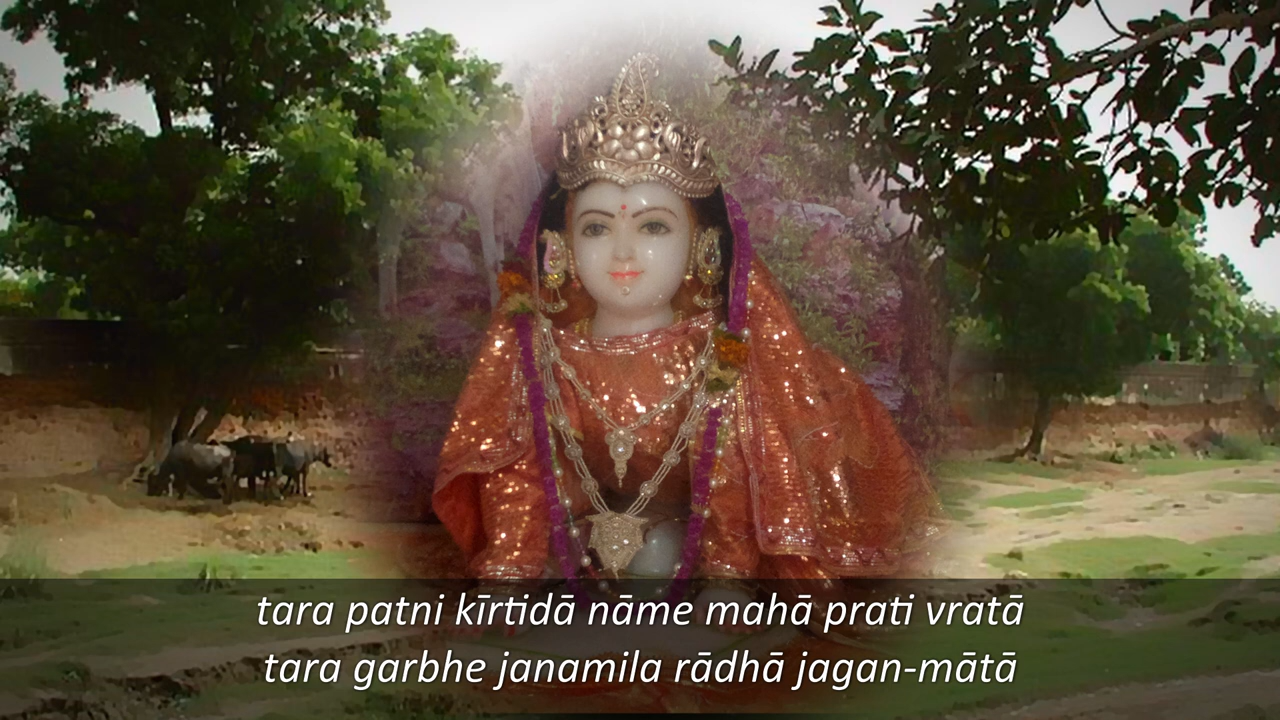 tara patni kīrtidā nāme mahā prati vratā
tara garbhe janamila rādhā jagan-mātā